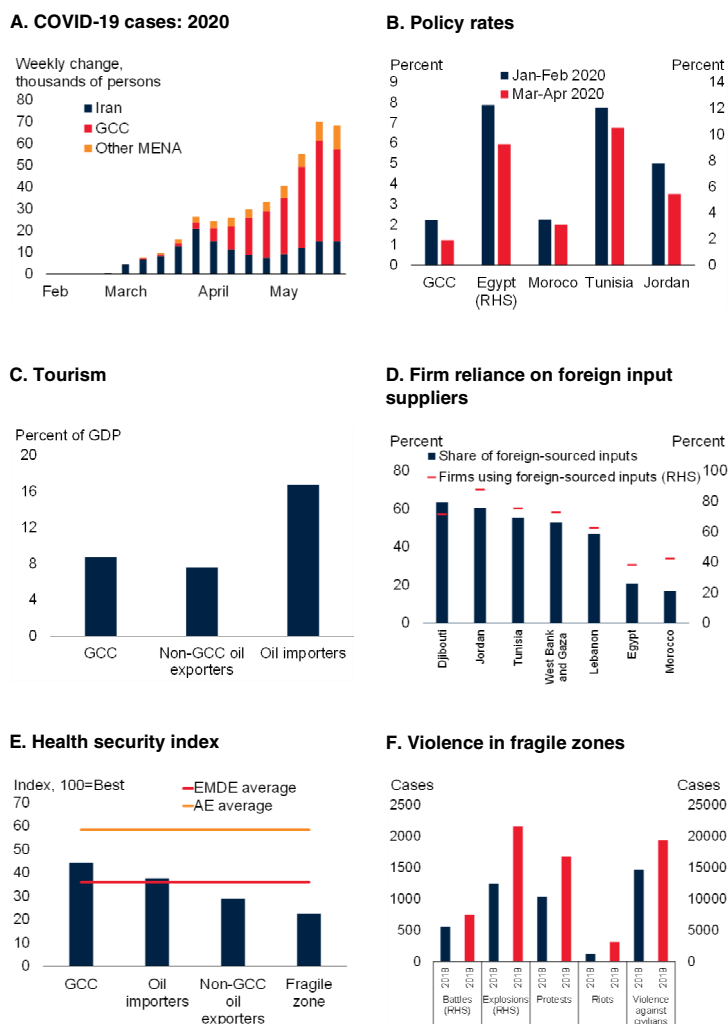 A. COVID-19 cases: 2020
Weekly change,
thousands of persons
80
70
60
50
40
30
20
10
0
Iran
GCC
Other MENA
Feb March April May
B. Policy rates
Percent Percent
9
8
7
6
5
4
3
2
1
0
Jan-Feb 2020
Mar-Apr 2020
14
12
10
8
6
4
2
0
GCC Egypt Moroco Tunisia Jordan
(RHS)
C. Tourism
Percent of GDP
20
16
12
8
4
0
GCC Non-GCC oil Oil importers
exporters
D. Firm reliance on foreign input
suppliers
Percent Percent
Share of foreign-sourced inputs
Firms using foreign-sourced inputs (RHS)
80
60
40
20
0
100
80
60
40
20
0
Djibouti
Jordan
Tunisia
West Bank
and Gaza
Lebanon
Egypt
Morocco
E. Health security index
Index, 100=Best
70
60
50
40
30
20
10
0
EMDE average
AE average
GCC Oil Non-GCC Fragile
importers oil zone
exporters
F. Violence in fragile zones
Cases Cases
2500
2000
1500
1000
500
0
25000
20000
15000
10000
5000
0
2018 2019 2018 2019 2018 2019 2018 2019 2018 2019
Battles Explosions Protests Riots Violence
(RHS) (RHS) against
civilians